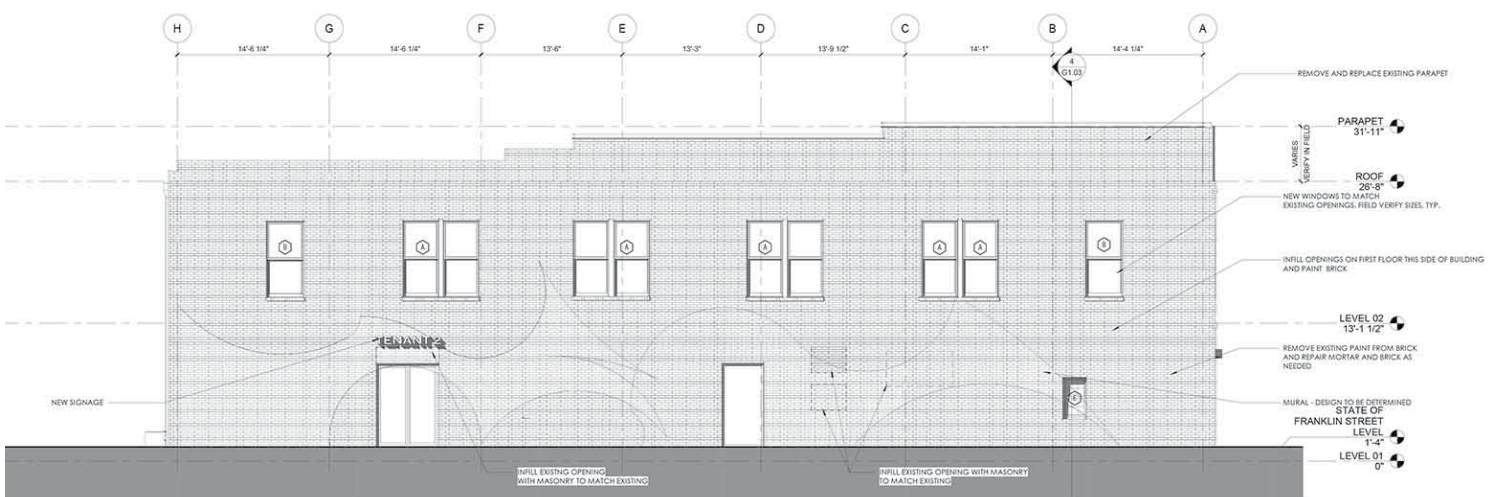 H G F E D C B A
14'-6 1/4" 14'-6 1/4" 13'-6" 13'-3" 13'-9 1/2" 14'-1" 14'-4 1/4"
4
G1.03
REMOVE AND REPLACE EXISTING PARAPET
PARAPET
31'-11"
VARIES
VERIFY IN FIELD
ROOF
26'-8"
NEW WINDOWS TO MATCH
EXISTING OPENINGS. FIELD VERIFY SIZES, TYP.
B A A A A A B
INFILL OPENINGS ON FIRST FLOOR THIS SIDE OF BUILDING
AND PAINT BRICK
LEVEL 02
13'-1 1/2"
TENANT 2
REMOVE EXISTING PAINT FROM BRICK
AND REPAIR MORTAR AND BRICK AS
NEEDED
NEW SIGNAGE
E
MURAL - DESIGN TO BE DETERMINED
STATE OF
FRANKLIN STREET
LEVEL
1'-4"
LEVEL 01
0"
INFILL EXISTNG OPENING
WITH MASONRY TO MATCH EXISTING
INFILL EXISTING OPENING WITH MASONRY
TO MATCH EXISTING